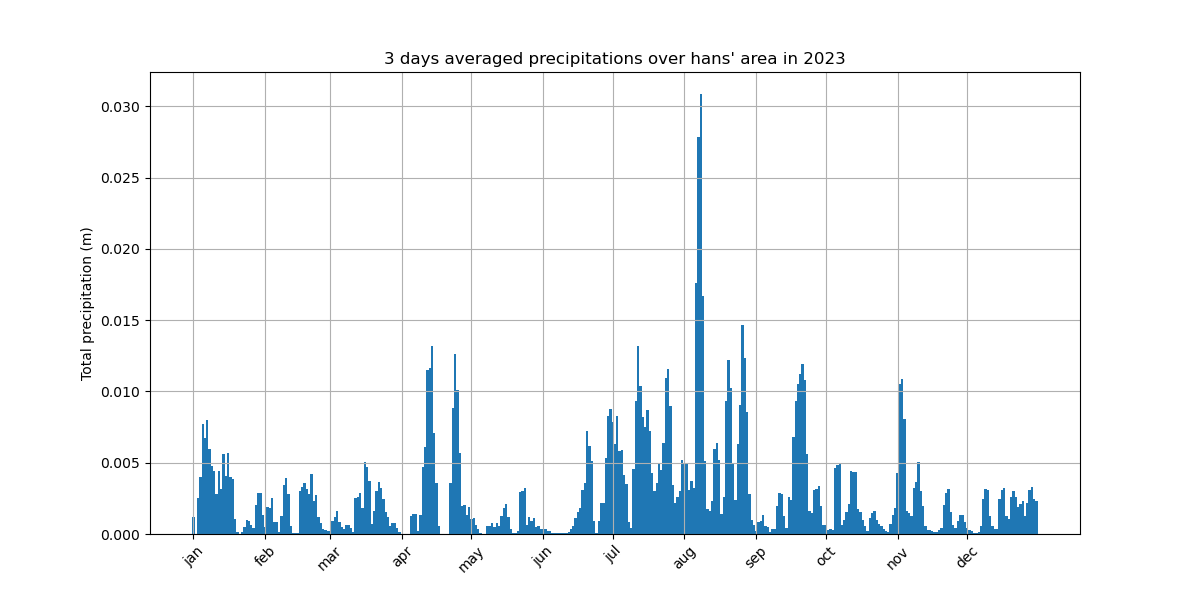 3 days averaged precipitations over hans' area in 2023
Total precipitation (m)
0.030
0.025
0.020
0.015
0.010
0.005
0.000
jan feb mar apr may jun jul aug sep oct nov dec